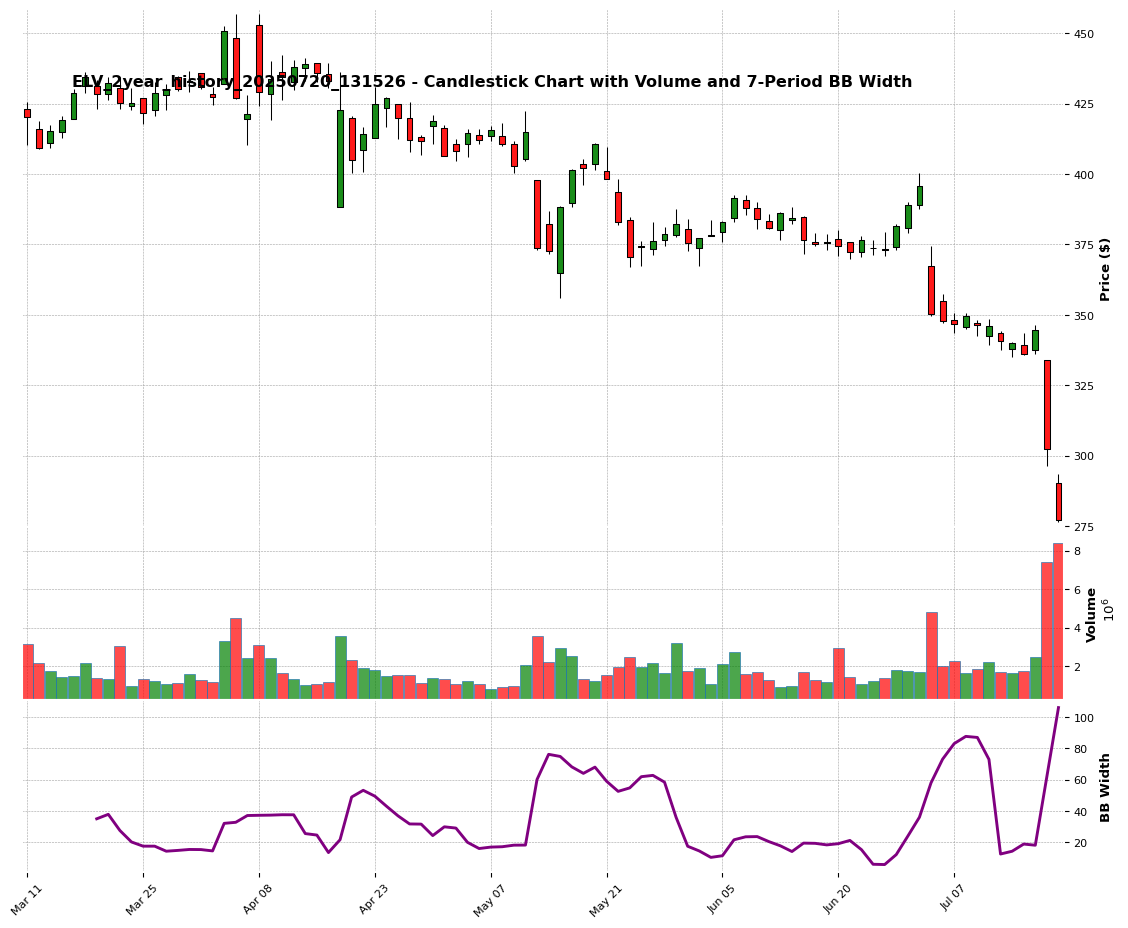 ELV_2year_history_20250720_131526 - Candlestick Chart with Volume and 7-Period BB Width
450
425
400
375
350
325
300
275
Price ($)
8
6
4
2
Volume
10^6
100
80
60
40
20
BB Width
Mar 11
Mar 25
Apr 08
Apr 23
May 07
May 21
Jun 05
Jun 20
Jul 07